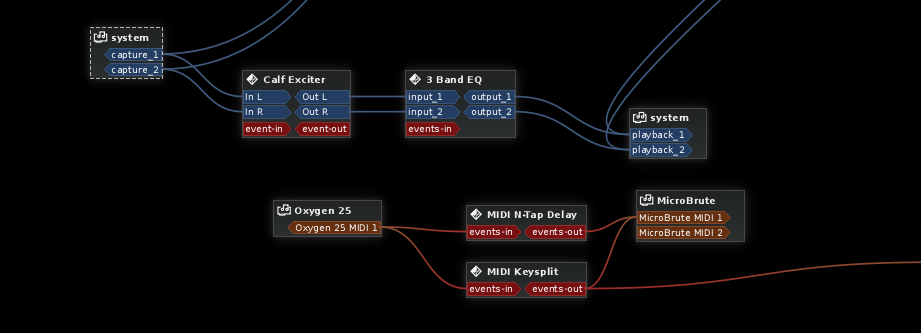 system
capture_1
capture_2
Calf Exciter
In L Out L
In R Out R
event-in event-out
3 Band EQ
input_1 output_1
input_2 output_2
events-in
system
playback_1
playback_2
Oxygen 25
Oxygen 25 MIDI 1
MIDI N-Tap Delay
events-in events-out
MIDI Keysplit
events-in events-out
MicroBrute
MicroBrute MIDI 1
MicroBrute MIDI 2